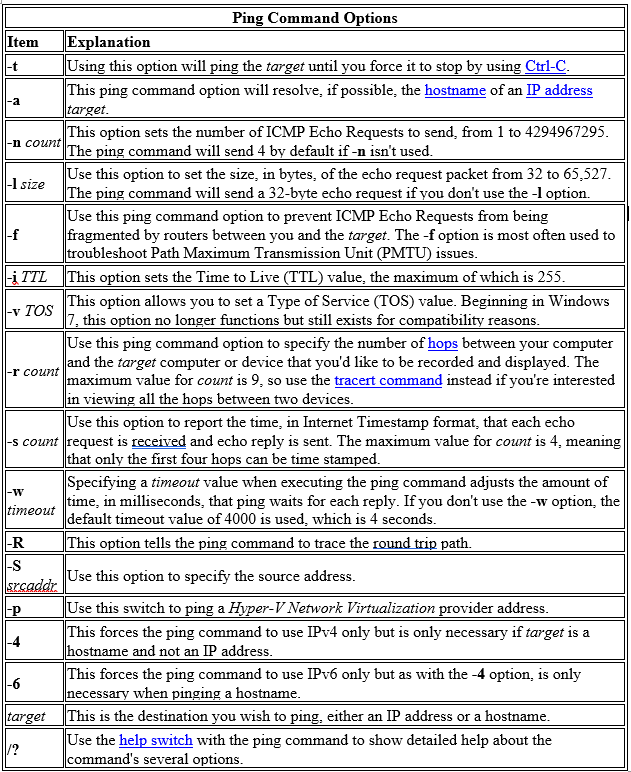 Ping Command Options
Item Explanation
-t Using this option will ping the target until you force it to stop by using Ctrl-C.
-a This ping command option will resolve, if possible, the hostname of an IP address
target.
-n count This option sets the number of ICMP Echo Requests to send, from 1 to 4294967295.
The ping command will send 4 by default if -n isn't used.
-l size Use this option to set the size, in bytes, of the echo request packet from 32 to 65,527.
The ping command will send a 32-byte echo request if you don't use the -l option.
-f Use this ping command option to prevent ICMP Echo Requests from being
fragmented by routers between you and the target. The -f option is most often used to
troubleshoot Path Maximum Transmission Unit (PMTU) issues.
-i TTL This option sets the Time to Live (TTL) value, the maximum of which is 255.
-v TOS This option allows you to set a Type of Service (TOS) value. Beginning in Windows
7, this option no longer functions but still exists for compatibility reasons.
-r count Use this ping command option to specify the number of hops between your computer
and the target computer or device that you'd like to be recorded and displayed. The
maximum value for count is 9, so use the tracert command instead if you're interested
in viewing all the hops between two devices.
-s count Use this option to report the time, in Internet Timestamp format, that each echo
request is received and echo reply is sent. The maximum value for count is 4, meaning
that only the first four hops can be time stamped.
-w timeout Specifying a timeout value when executing the ping command adjusts the amount of
time, in milliseconds, that ping waits for each reply. If you don't use the -w option, the
default timeout value of 4000 is used, which is 4 seconds.
-R This option tells the ping command to trace the round trip path.
-S srcaddr Use this option to specify the source address.
-p Use this switch to ping a Hyper-V Network Virtualization provider address.
-4 This forces the ping command to use IPv4 only but is only necessary if target is a
hostname and not an IP address.
-6 This forces the ping command to use IPv6 only but as with the -4 option, is only
necessary when pinging a hostname.
target This is the destination you wish to ping, either an IP address or a hostname.
/? Use the help switch with the ping command to show detailed help about the
command's several options.